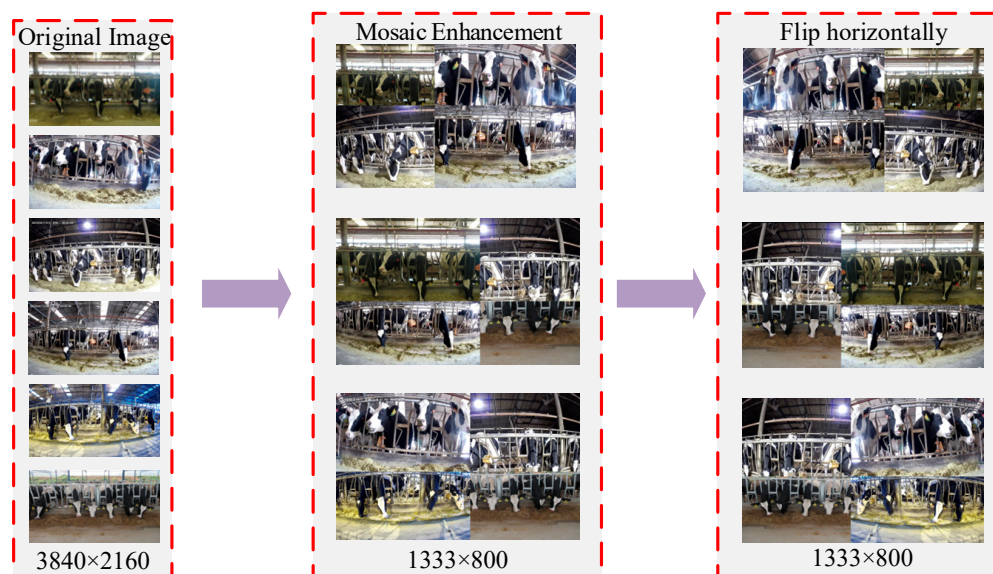 Original Image
Mosaic Enhancement
Flip horizontally
3840×2160
1333×800
1333×800